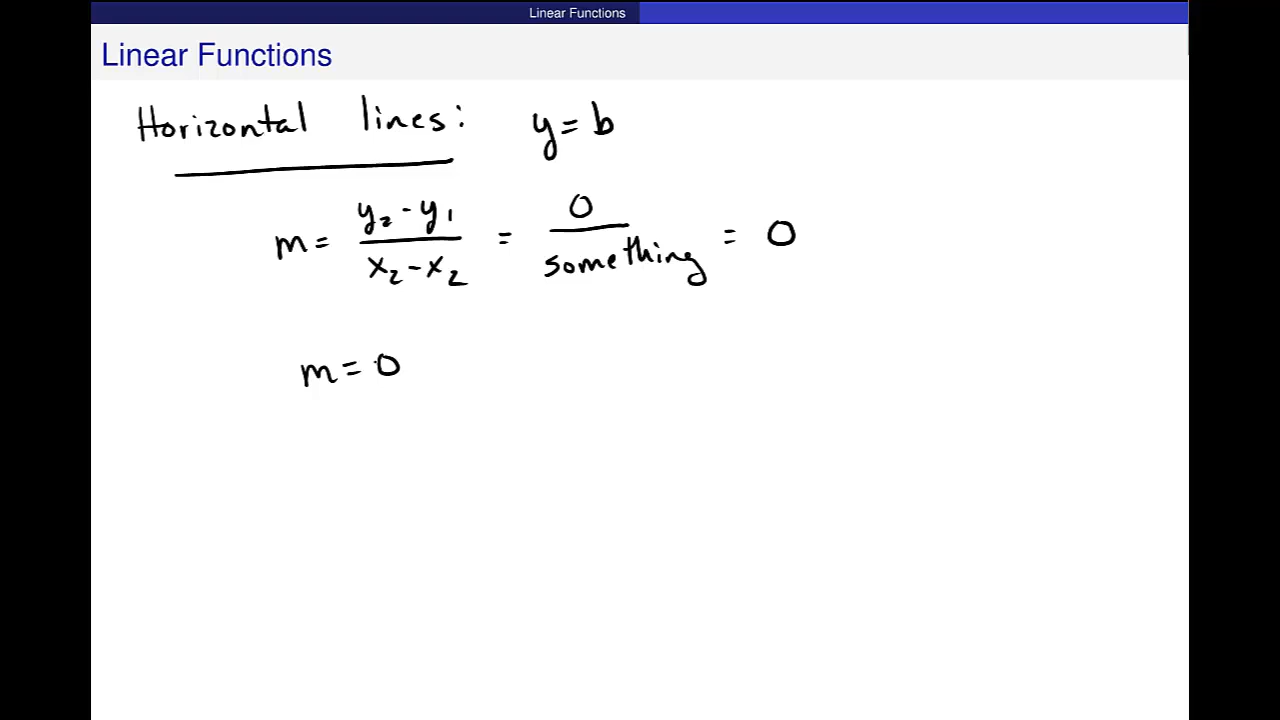 Linear Functions
Linear Functions
Horizontal lines: y = b
m = y₂ - y₁ / x₂ - x₂ = 0 / something = 0
m = 0